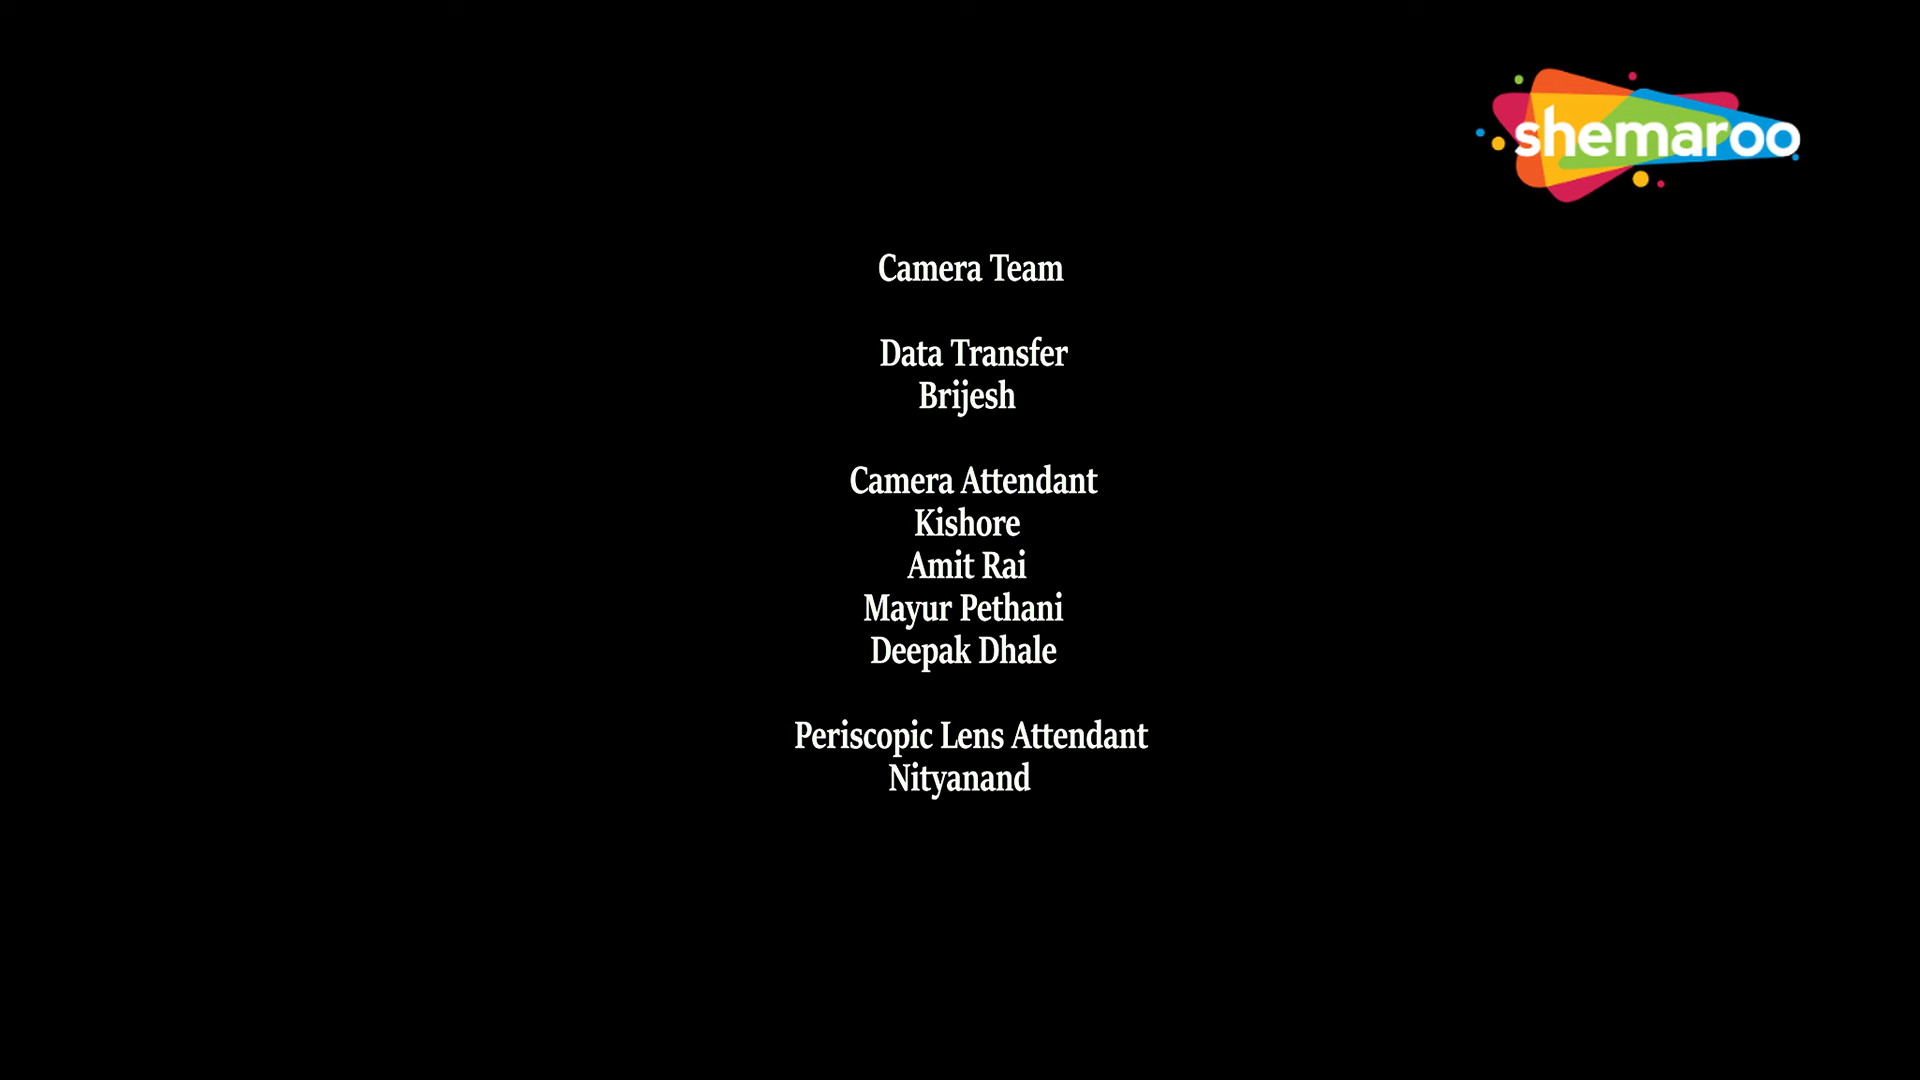 shemaroo
Camera Team
Data Transfer
Brijesh
Camera Attendant
Kishore
Amit Rai
Mayur Pethani
Deepak Dhale
Periscopic Lens Attendant
Nityanand